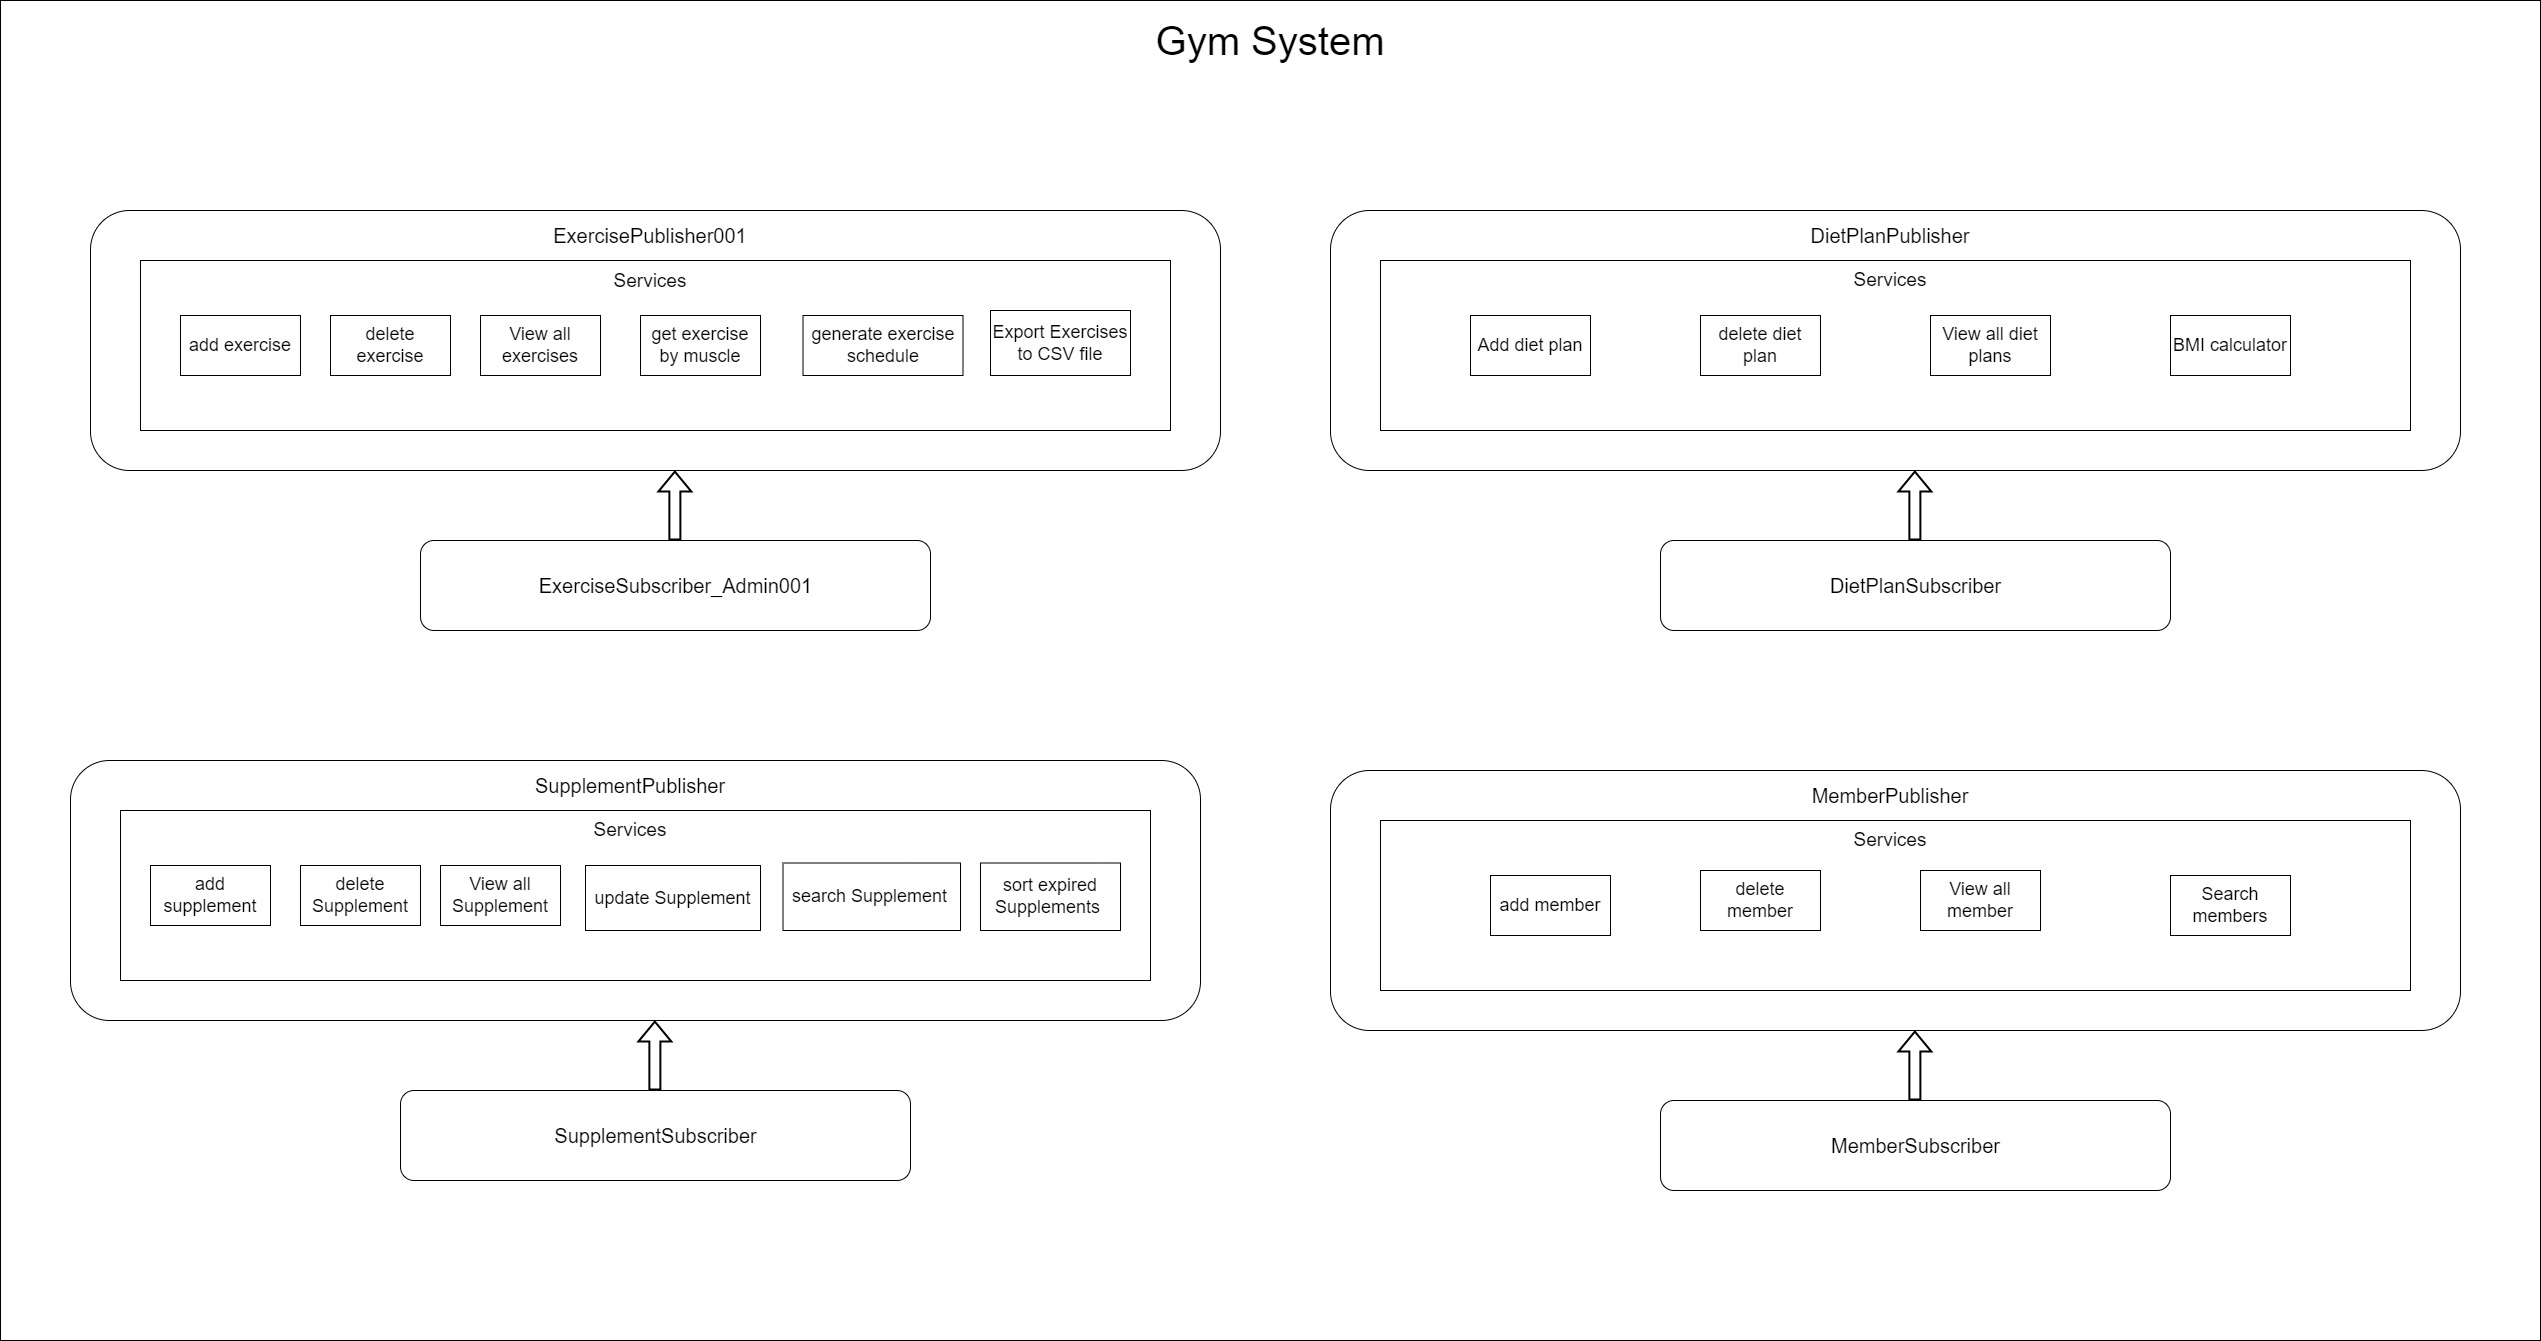 Gym System
ExercisePublisher001
Services
add exercise
delete
exercise
View all
exercises
get exercise
by muscle
generate exercise
schedule
Export Exercises
to CSV file
ExerciseSubscriber_Admin001
DietPlanPublisher
Services
Add diet plan
delete diet
plan
View all diet
plans
BMI calculator
DietPlanSubscriber
SupplementPublisher
Services
add
supplement
delete
Supplement
View all
Supplement
update Supplement
search Supplement
sort expired
Supplements
SupplementSubscriber
MemberPublisher
Services
add member
delete
member
View all
member
Search
members
MemberSubscriber